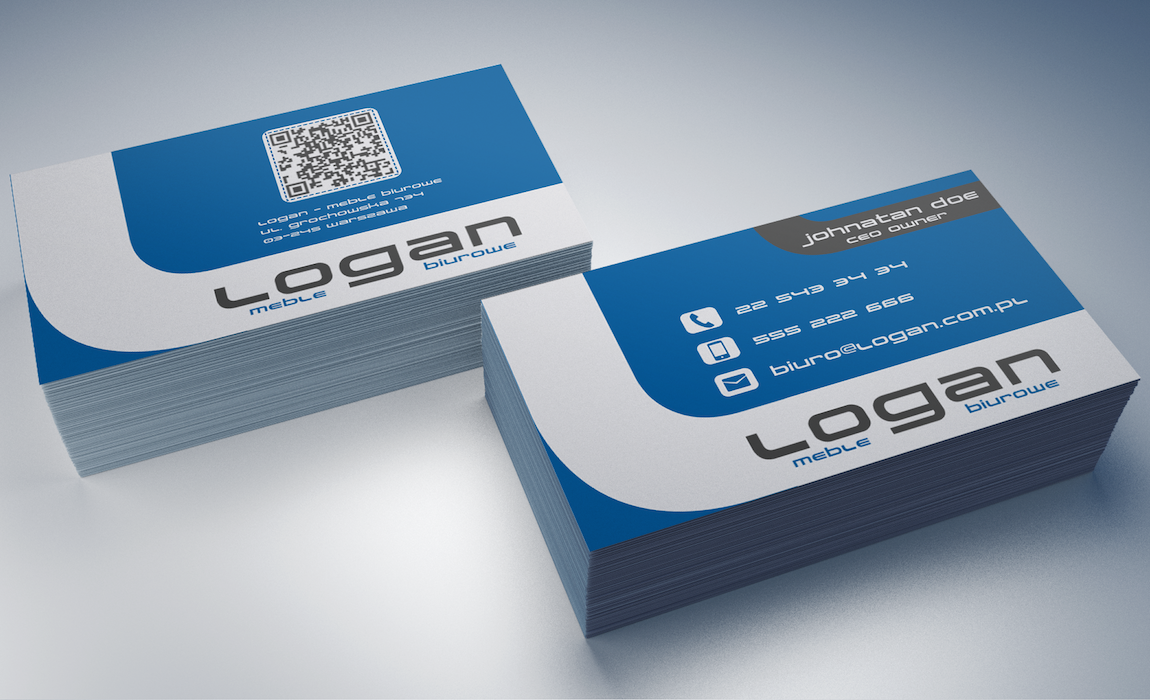 Logan - meble biurowe
ul. grochowska 734
03-245 warszawa
Logan
meble biurowe
johnatan doe
ceo owner
22 543 34 34
555 222 666
biuro@logan.com.pl
Logan
meble biurowe